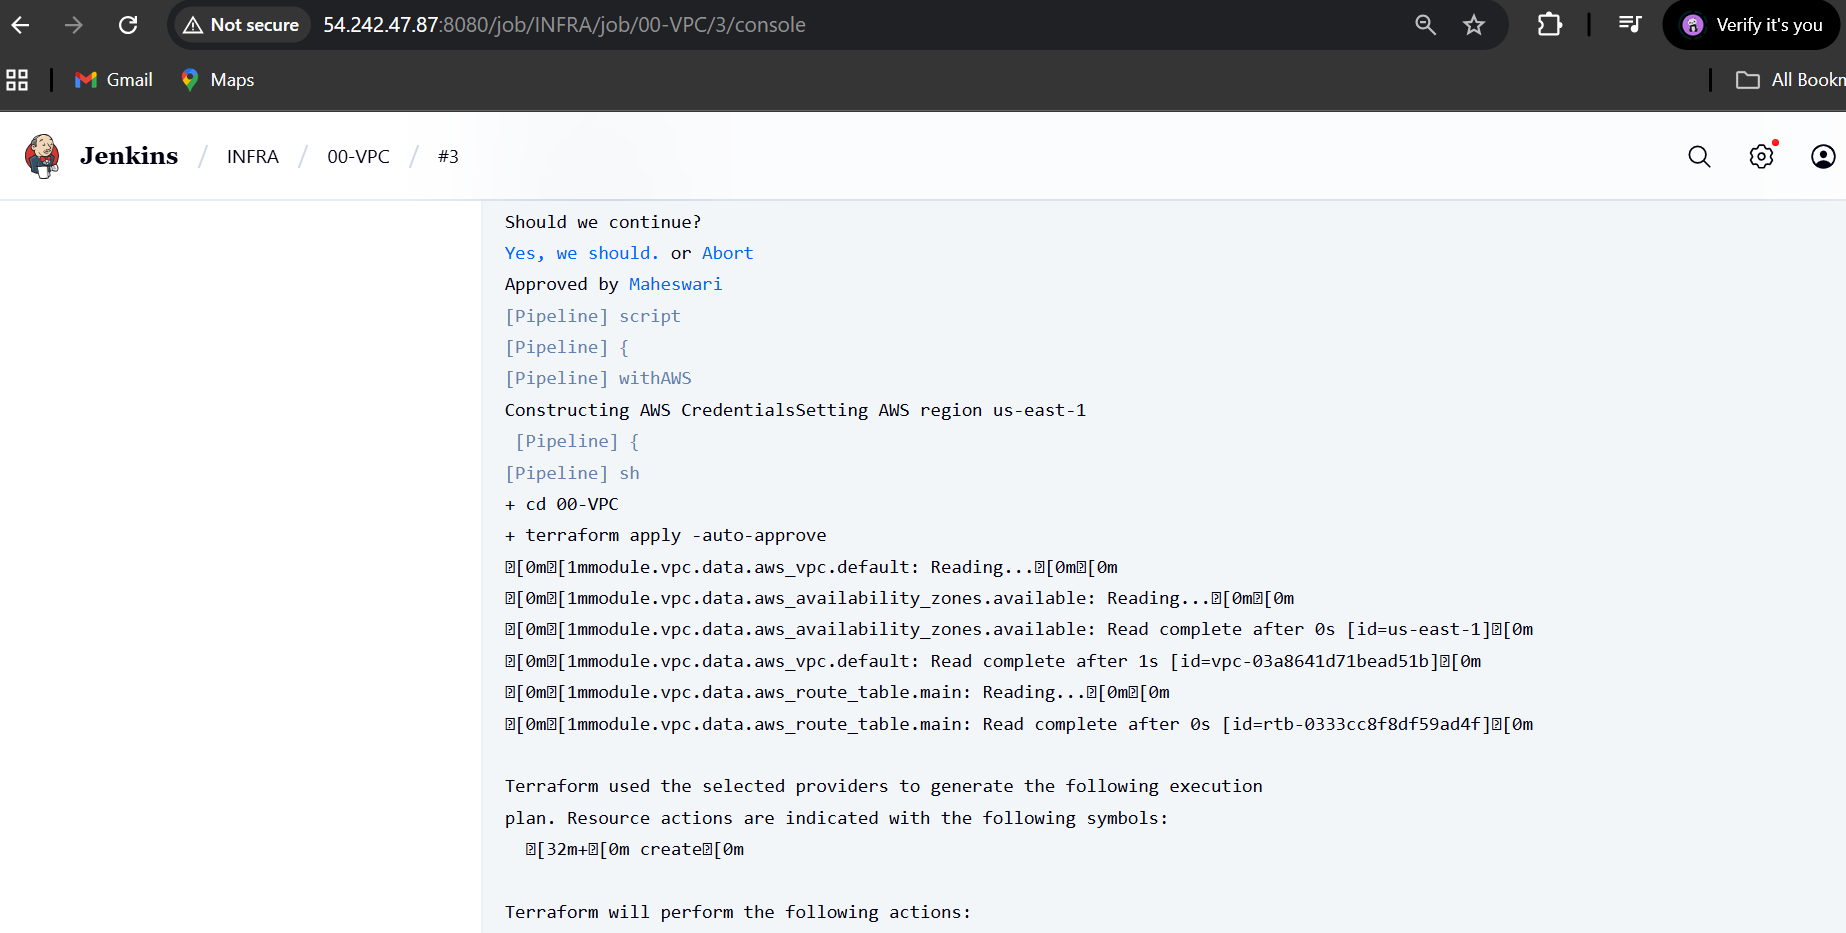 Not secure 54.242.47.87:8080/job/INFRA/job/00-VPC/3/console Verify it's you
Gmail Maps All Bookm
Jenkins / INFRA / 00-VPC / #3
Should we continue?
Yes, we should. or Abort
Approved by Maheswari
[Pipeline] script
[Pipeline] {
[Pipeline] withAWS
Constructing AWS CredentialsSetting AWS region us-east-1
[Pipeline] {
[Pipeline] sh
+ cd 00-VPC
+ terraform apply -auto-approve
[0m[1mmodule.vpc.data.aws_vpc.default: Reading...[0m[0m
[0m[1mmodule.vpc.data.aws_availability_zones.available: Reading...[0m[0m
[0m[1mmodule.vpc.data.aws_availability_zones.available: Read complete after 0s [id=us-east-1][0m
[0m[1mmodule.vpc.data.aws_vpc.default: Read complete after 1s [id=vpc-03a8641d71bead51b][0m
[0m[1mmodule.vpc.data.aws_route_table.main: Reading...[0m[0m
[0m[1mmodule.vpc.data.aws_route_table.main: Read complete after 0s [id=rtb-0333cc8f8df59ad4f][0m
Terraform used the selected providers to generate the following execution
plan. Resource actions are indicated with the following symbols:
[32m+[0m create[0m
Terraform will perform the following actions: